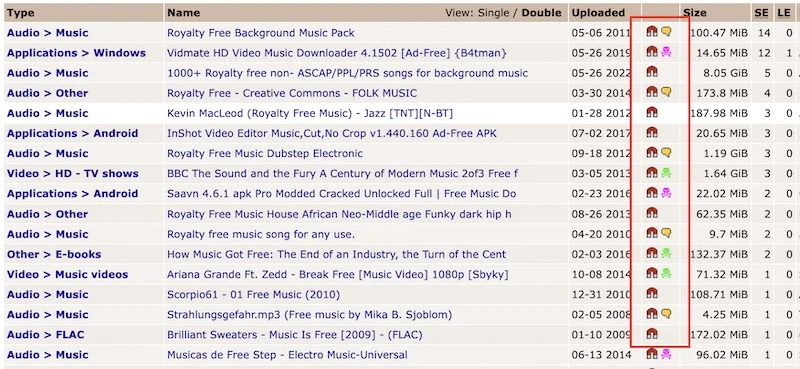 Type Name View: Single / Double Uploaded Size SE LE
Audio > Music Royalty Free Background Music Pack 05-06 2011 100.47 MiB 14 0
Applications > Windows Vidmate HD Video Music Downloader 4.1502 [Ad-Free] {B4tman} 05-26 2019 14.65 MiB 12 1
Audio > Music 1000+ Royalty free non- ASCAP/PPL/PRS songs for background music 05-26 2022 8.05 GiB 5 0
Audio > Other Royalty Free - Creative Commons - FOLK MUSIC 03-30 2014 173.8 MiB 4 0
Audio > Music Kevin MacLeod (Royalty Free Music) - Jazz [TNT][N-BT] 01-28 2012 187.98 MiB 3 0
Applications > Android InShot Video Editor Music,Cut,No Crop v1.440.160 Ad-Free APK 07-02 2017 20.65 MiB 3 0
Audio > Music Royalty Free Music Dubstep Electronic 09-18 2012 1.19 GiB 3 0
Video > HD - TV shows BBC The Sound and the Fury A Century of Modern Music 2of3 Free f 03-05 2013 1.64 GiB 3 0
Applications > Android Saavn 4.6.1 apk Pro Modded Cracked Unlocked Full | Free Music Do 02-23 2016 22.02 MiB 2 0
Audio > Other Royalty Free Music House African Neo-Middle age Funky dark hip h 08-26 2013 62.35 MiB 2 0
Audio > Music Royalty free music song for any use. 04-20 2010 9.7 MiB 2 0
Other > E-books How Music Got Free: The End of an Industry, the Turn of the Cent 02-03 2016 132.37 MiB 2 0
Video > Music videos Ariana Grande Ft. Zedd - Break Free [Music Video] 1080p [Sbyky] 10-08 2014 71.32 MiB 1 0
Audio > Music Scorpio61 - 01 Free Music (2010) 12-31 2010 108.71 MiB 1 0
Audio > Music Strahlungsgefahr.mp3 (Free music by Mika B. Sjoblom) 02-05 2008 4.25 MiB 1 0
Audio > FLAC Brilliant Sweaters - Music Is Free [2009] - (FLAC) 01-10 2009 172.02 MiB 1 0
Audio > Music Musicas de Free Step - Electro Music-Universal 06-13 2014 96.02 MiB 1 0